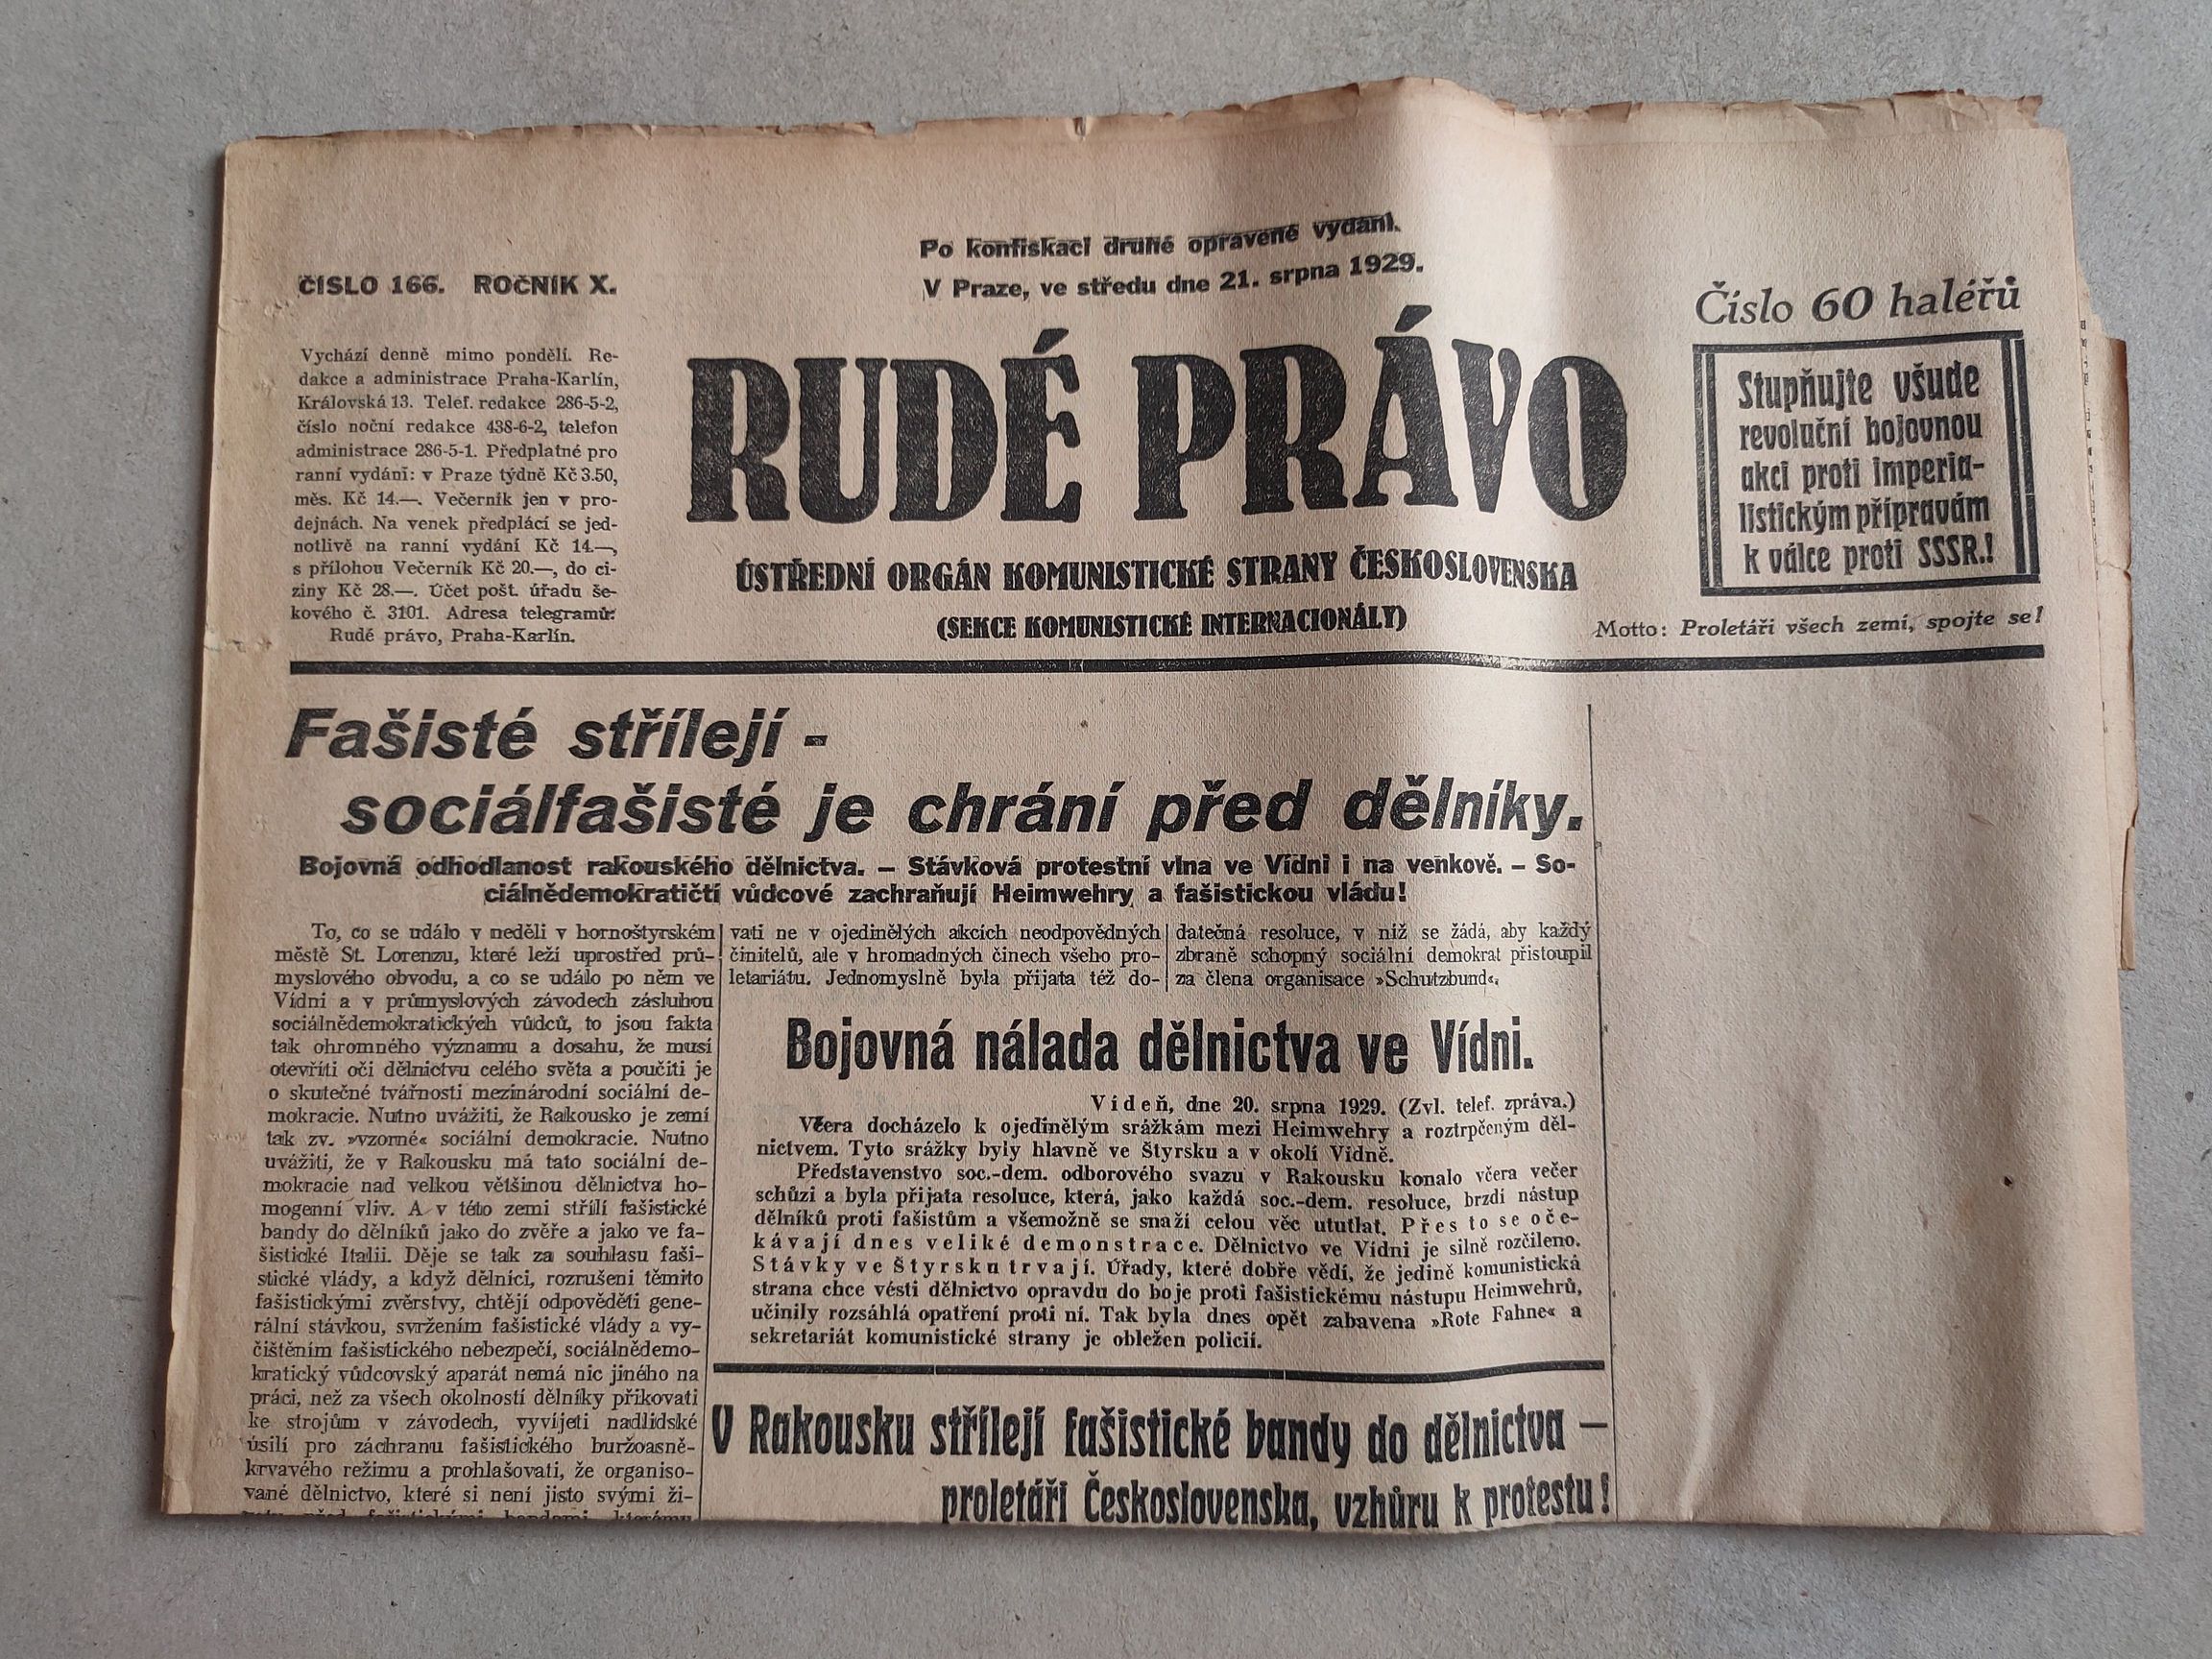 Po konfiskaci druhé opravené vydání.
V Praze, ve středu dne 21. srpna 1929.
ČÍSLO 166. ROČNÍK X.
Vychází denně mimo pondělí. Re-
dakce a administrace Praha-Karlín,
Královská 13. Telef. redakce 286-5-2,
číslo noční redakce 438-6-2, telefon
administrace 286-5-1. Předplatné pro
ranní vydání: v Praze týdně Kč 3.50,
měs. Kč 14.—. Večerník jen v pro-
dejnách. Na venek předplácí se jed-
notlivě na ranní vydání Kč 14.—,
s přílohou Večerník Kč 20.—, do ci-
ziny Kč 28.—. Účet pošt. úřadu še-
kového č. 3101. Adresa telegramů:
Rudé právo, Praha-Karlín.
RUDÉ PRÁVO
ÚSTŘEDNÍ ORGÁN KOMUNISTICKÉ STRANY ČESKOSLOVENSKA
(SEKCE KOMUNISTICKÉ INTERNACIONÁLY)
Číslo 60 haléřů
Stupňujte všude
revoluční bojovnou
akci proti imperia-
listickým přípravám
k válce proti SSSR.!
Motto: Proletáři všech zemí, spojte se!
Fašisté střílejí -
sociálfašisté je chrání před dělníky.
Bojovná odhodlanost rakouského dělnictva. — Stávková protestní vlna ve Vídni i na venkově. — So-
ciálnědemokratičtí vůdcové zachraňují Heimwehry a fašistickou vládu!
To, co se událo v neděli v hornoštyrském
městě St. Lorenzu, které leží uprostřed prů-
myslového obvodu, a co se událo po něm ve
Vídni a v průmyslových závodech zásluhou
sociálnědemokratických vůdců, to jsou fakta
tak ohromného významu a dosahu, že musí
otevříti oči dělnictvu celého světa a poučiti je
o skutečné tvářnosti mezinárodní sociální de-
mokracie. Nutno uvážiti, že Rakousko je zemí
tak zv. »vzorné« sociální demokracie. Nutno
uvážiti, že v Rakousku má tato sociální de-
mokracie nad velkou většinou dělnictva ho-
mogenní vliv. A v této zemi střílí fašistické
bandy do dělníků jako do zvěře a jako ve fa-
šistické Italii. Děje se tak za souhlasu faši-
stické vlády, a když dělníci, rozrušeni těmito
fašistickými zvěrstvy, chtějí odpověděti gene-
rální stávkou, svržením fašistické vlády a vy-
čištěním fašistického nebezpečí, sociálnědemo-
kratický vůdcovský aparát nemá nic jiného na
práci, než za všech okolností dělníky přikovati
ke strojům v závodech, vyvíjeti nadlidské
úsilí pro záchranu fašistického buržoasně-
krvavého režimu a prohlašovati, že organiso-
vané dělnictvo, které si není jisto svými ži-
voty před fašistickými bandami, kterému
vati ne v ojedinělých akcích neodpovědných
činitelů, ale v hromadných činech všeho pro-
letariátu. Jednomyslně byla přijata též do-
datečná resoluce, v níž se žádá, aby každý
zbraně schopný sociální demokrat přistoupil
za člena organisace »Schutzbund«.
Bojovná nálada dělnictva ve Vídni.
Vídeň, dne 20. srpna 1929. (Zvl. telef. zpráva.)
Včera docházelo k ojedinělým srážkám mezi Heimwehry a roztrpčeným děl-
nictvem. Tyto srážky byly hlavně ve Štyrsku a v okolí Vídně.
Představenstvo soc.-dem. odborového svazu v Rakousku konalo včera večer
schůzi a byla přijata resoluce, která, jako každá soc.-dem. resoluce, brzdí nástup
dělníků proti fašistům a všemožně se snaží celou věc ututlat. Přes to se oče-
kávají dnes veliké demonstrace. Dělnictvo ve Vídni je silně rozčileno.
Stávky ve Štyrsku trvají. Úřady, které dobře vědí, že jedině komunistická
strana chce vésti dělnictvo opravdu do boje proti fašistickému nástupu Heimwehrů,
učinily rozsáhlá opatření proti ní. Tak byla dnes opět zabavena »Rote Fahne« a
sekretariát komunistické strany je obležen policií.
V Rakousku střílejí fašistické bandy do dělnictva —
proletáři Československa, vzhůru k protestu!